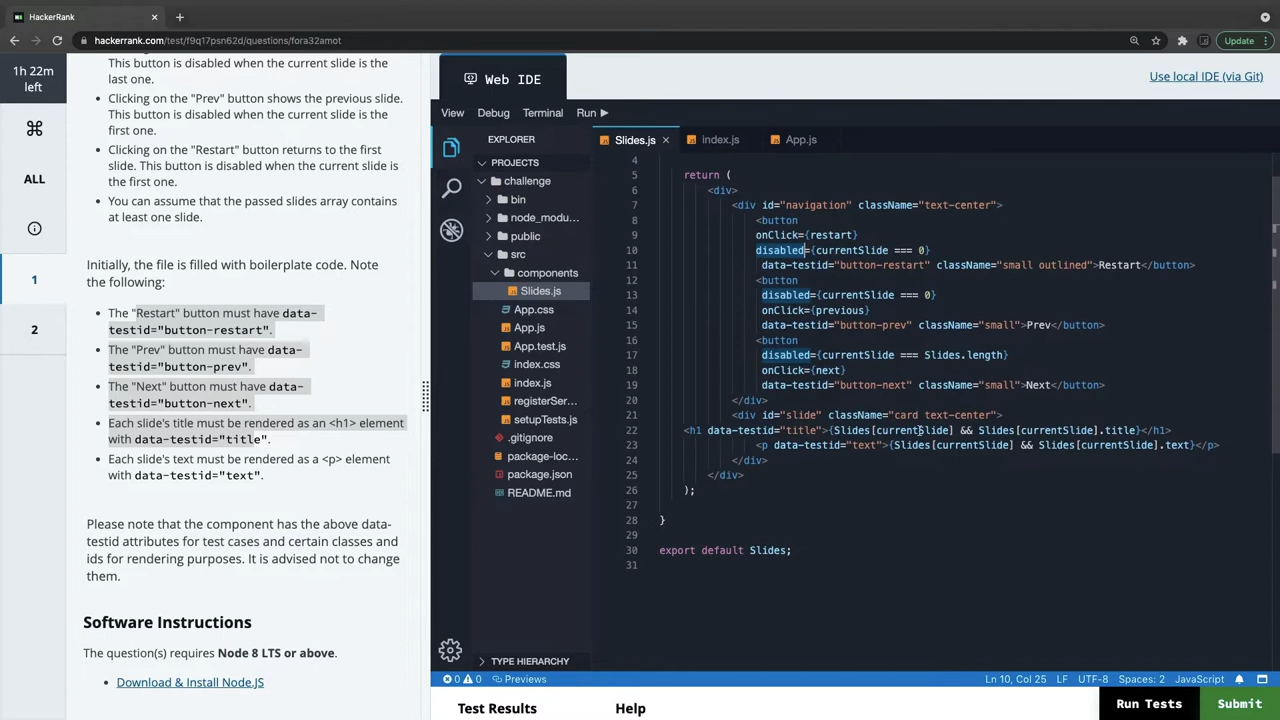 HackerRank
hackerrank.com/test/f9q17psn62d/questions/fora32amot
Update
1h 22m
left
ALL
1
2
This button is disabled when the current slide is the
last one.
Clicking on the "Prev" button shows the previous slide.
This button is disabled when the current slide is the
first one.
Clicking on the "Restart" button returns to the first
slide. This button is disabled when the current slide is
the first one.
You can assume that the passed slides array contains
at least one slide.
Initially, the file is filled with boilerplate code. Note
the following:
The "Restart" button must have data-
testid="button-restart".
The "Prev" button must have data-
testid="button-prev".
The "Next" button must have data-
testid="button-next".
Each slide's title must be rendered as an <h1> element
with data-testid="title".
Each slide's text must be rendered as a <p> element
with data-testid="text".
Please note that the component has the above data-
testid attributes for test cases and certain classes and
ids for rendering purposes. It is advised not to change
them.
Software Instructions
The question(s) requires Node 8 LTS or above.
Download & Install Node.JS
Web IDE
Use local IDE (via Git)
View Debug Terminal Run
EXPLORER
PROJECTS
challenge
bin
node_modu...
public
src
components
Slides.js
App.css
App.js
App.test.js
index.css
index.js
registerSer...
setupTests.js
.gitignore
package-loc...
package.json
README.md
TYPE HIERARCHY
Slides.js index.js App.js
4
5 return (
6 <div>
7 <div id="navigation" className="text-center">
8 <button
9 onClick={restart}
10 disabled={currentSlide === 0}
11 data-testid="button-restart" className="small outlined">Restart</button>
12 <button
13 disabled={currentSlide === 0}
14 onClick={previous}
15 data-testid="button-prev" className="small">Prev</button>
16 <button
17 disabled={currentSlide === Slides.length}
18 onClick={next}
19 data-testid="button-next" className="small">Next</button>
20 </div>
21 <div id="slide" className="card text-center">
22 <h1 data-testid="title">{Slides[currentSlide] && Slides[currentSlide].title}</h1>
23 <p data-testid="text">{Slides[currentSlide] && Slides[currentSlide].text}</p>
24 </div>
25 </div>
26 );
27
28 }
29
30 export default Slides;
31
0 0 Previews Ln 10, Col 25 LF UTF-8 Spaces: 2 JavaScript
Test Results Help Run Tests Submit